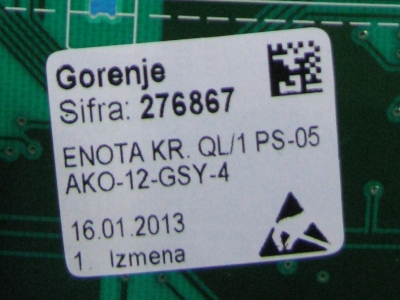 Gorenje
Sifra: 276867
ENOTA KR. QL/1 PS-05
AKO-12-GSY-4
16.01.2013
1. Izmena